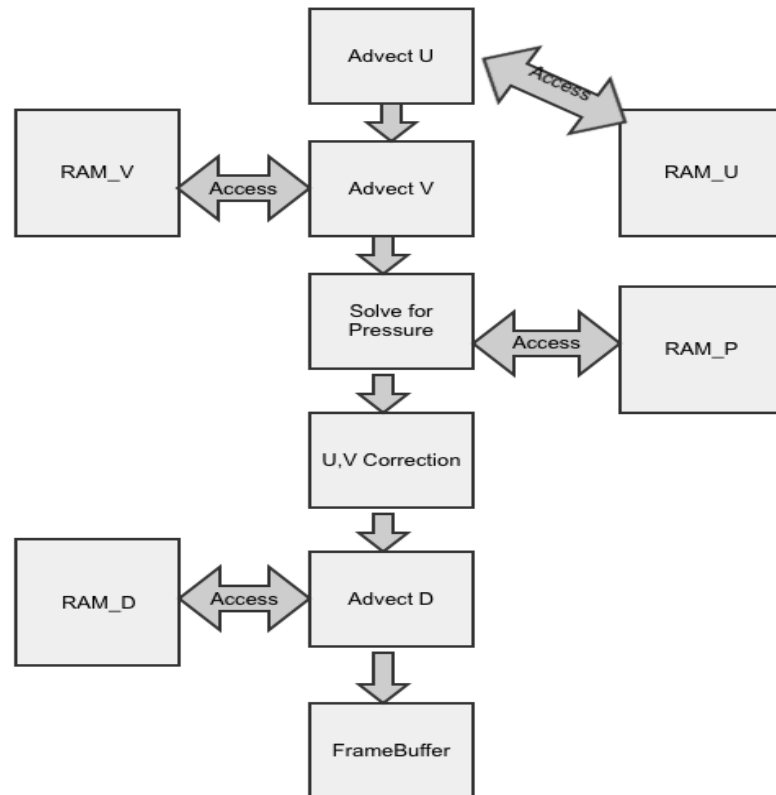 Advect U
Access
RAM_V
Access
Advect V
RAM_U
Solve for
Pressure
Access
RAM_P
U,V Correction
RAM_D
Access
Advect D
FrameBuffer